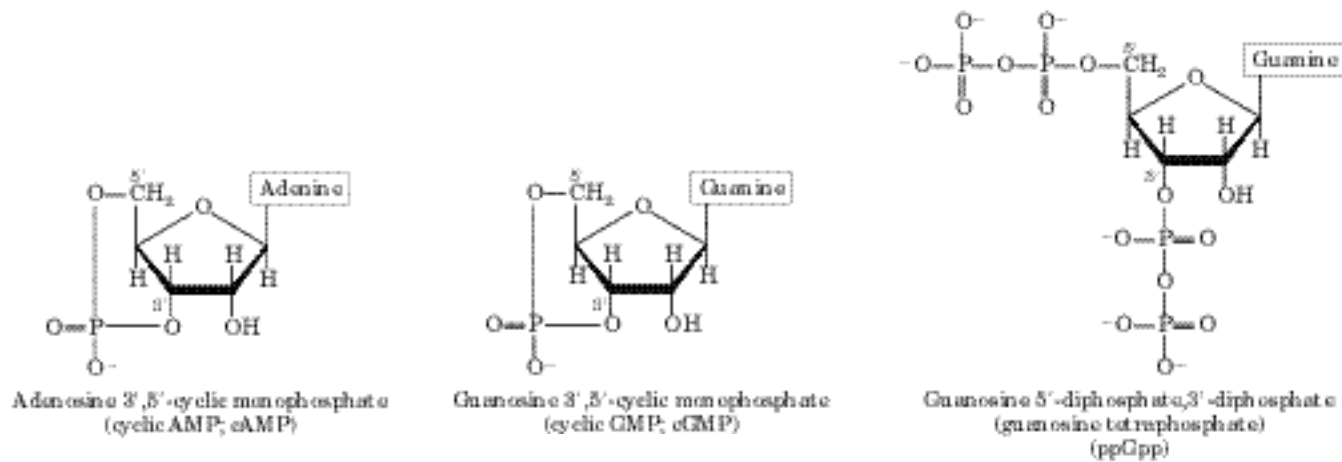 O⁻ O⁻
⁻O—P—O—P—O—CH₂ 5′ O Guanine
O O H H H H
3′
O OH
⁻O—P=O
O
⁻O—P=O
O⁻
O—CH₂ 5′ O Adenine
H H H H
3′
O=P—O OH
O⁻
O—CH₂ 5′ O Guanine
H H H H
3′
O=P—O OH
O⁻
Adenosine 3′,5′-cyclic monophosphate
(cyclic AMP; cAMP)
Guanosine 3′,5′-cyclic monophosphate
(cyclic GMP; cGMP)
Guanosine 5′-diphosphate,3′-diphosphate
(guanosine tetraphosphate)
(ppGpp)